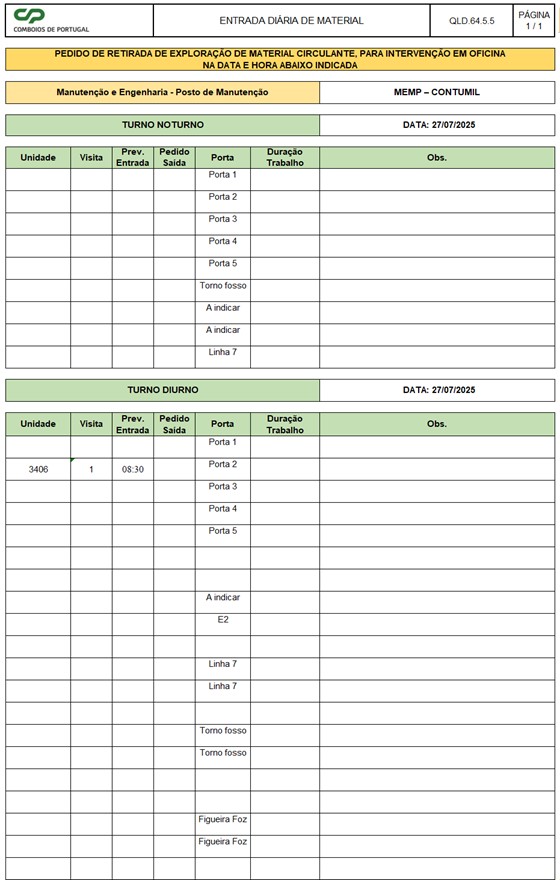 CP
COMBOIOS DE PORTUGAL
ENTRADA DIÁRIA DE MATERIAL
QLD.64.5.5
PÁGINA
1 / 1
PEDIDO DE RETIRADA DE EXPLORAÇÃO DE MATERIAL CIRCULANTE, PARA INTERVENÇÃO EM OFICINA
NA DATA E HORA ABAIXO INDICADA
Manutenção e Engenharia - Posto de Manutenção
MEMP – CONTUMIL
TURNO NOTURNO
DATA: 27/07/2025
Unidade
Visita
Prev.
Entrada
Pedido
Saída
Porta
Duração
Trabalho
Obs.
Porta 1
Porta 2
Porta 3
Porta 4
Porta 5
Torno fosso
A indicar
A indicar
Linha 7
TURNO DIURNO
DATA: 27/07/2025
Unidade
Visita
Prev.
Entrada
Pedido
Saída
Porta
Duração
Trabalho
Obs.
Porta 1
3406 1 08:30 Porta 2
Porta 3
Porta 4
Porta 5
A indicar
E2
Linha 7
Linha 7
Torno fosso
Torno fosso
Figueira Foz
Figueira Foz